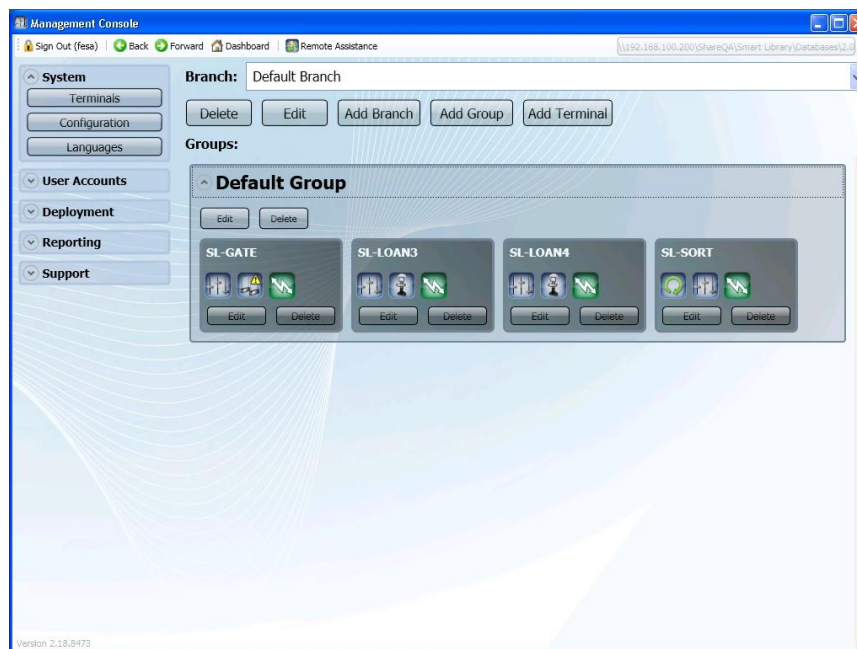 Management Console
Sign Out (fesa) Back Forward Dashboard Remote Assistance \\192.168.100.200\ShareQA\Smart Library\Databases\2.0
System
Terminals
Configuration
Languages
User Accounts
Deployment
Reporting
Support
Branch: Default Branch
Delete Edit Add Branch Add Group Add Terminal
Groups:
Default Group
Edit Delete
SL-GATE SL-LOAN3 SL-LOAN4 SL-SORT
Edit Delete Edit Delete Edit Delete Edit Delete
Version 2.18.8473